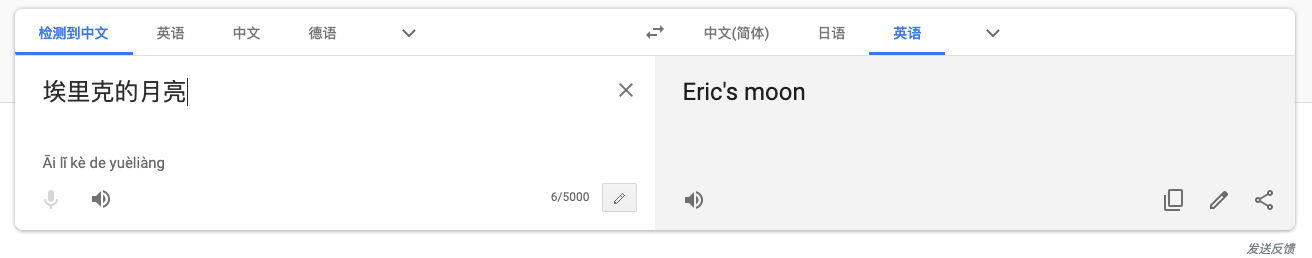 检测到中文 英语 中文 德语 中文(简体) 日语 英语
埃里克的月亮 Eric's moon
Āi lǐ kè de yuèliàng
6/5000
发送反馈